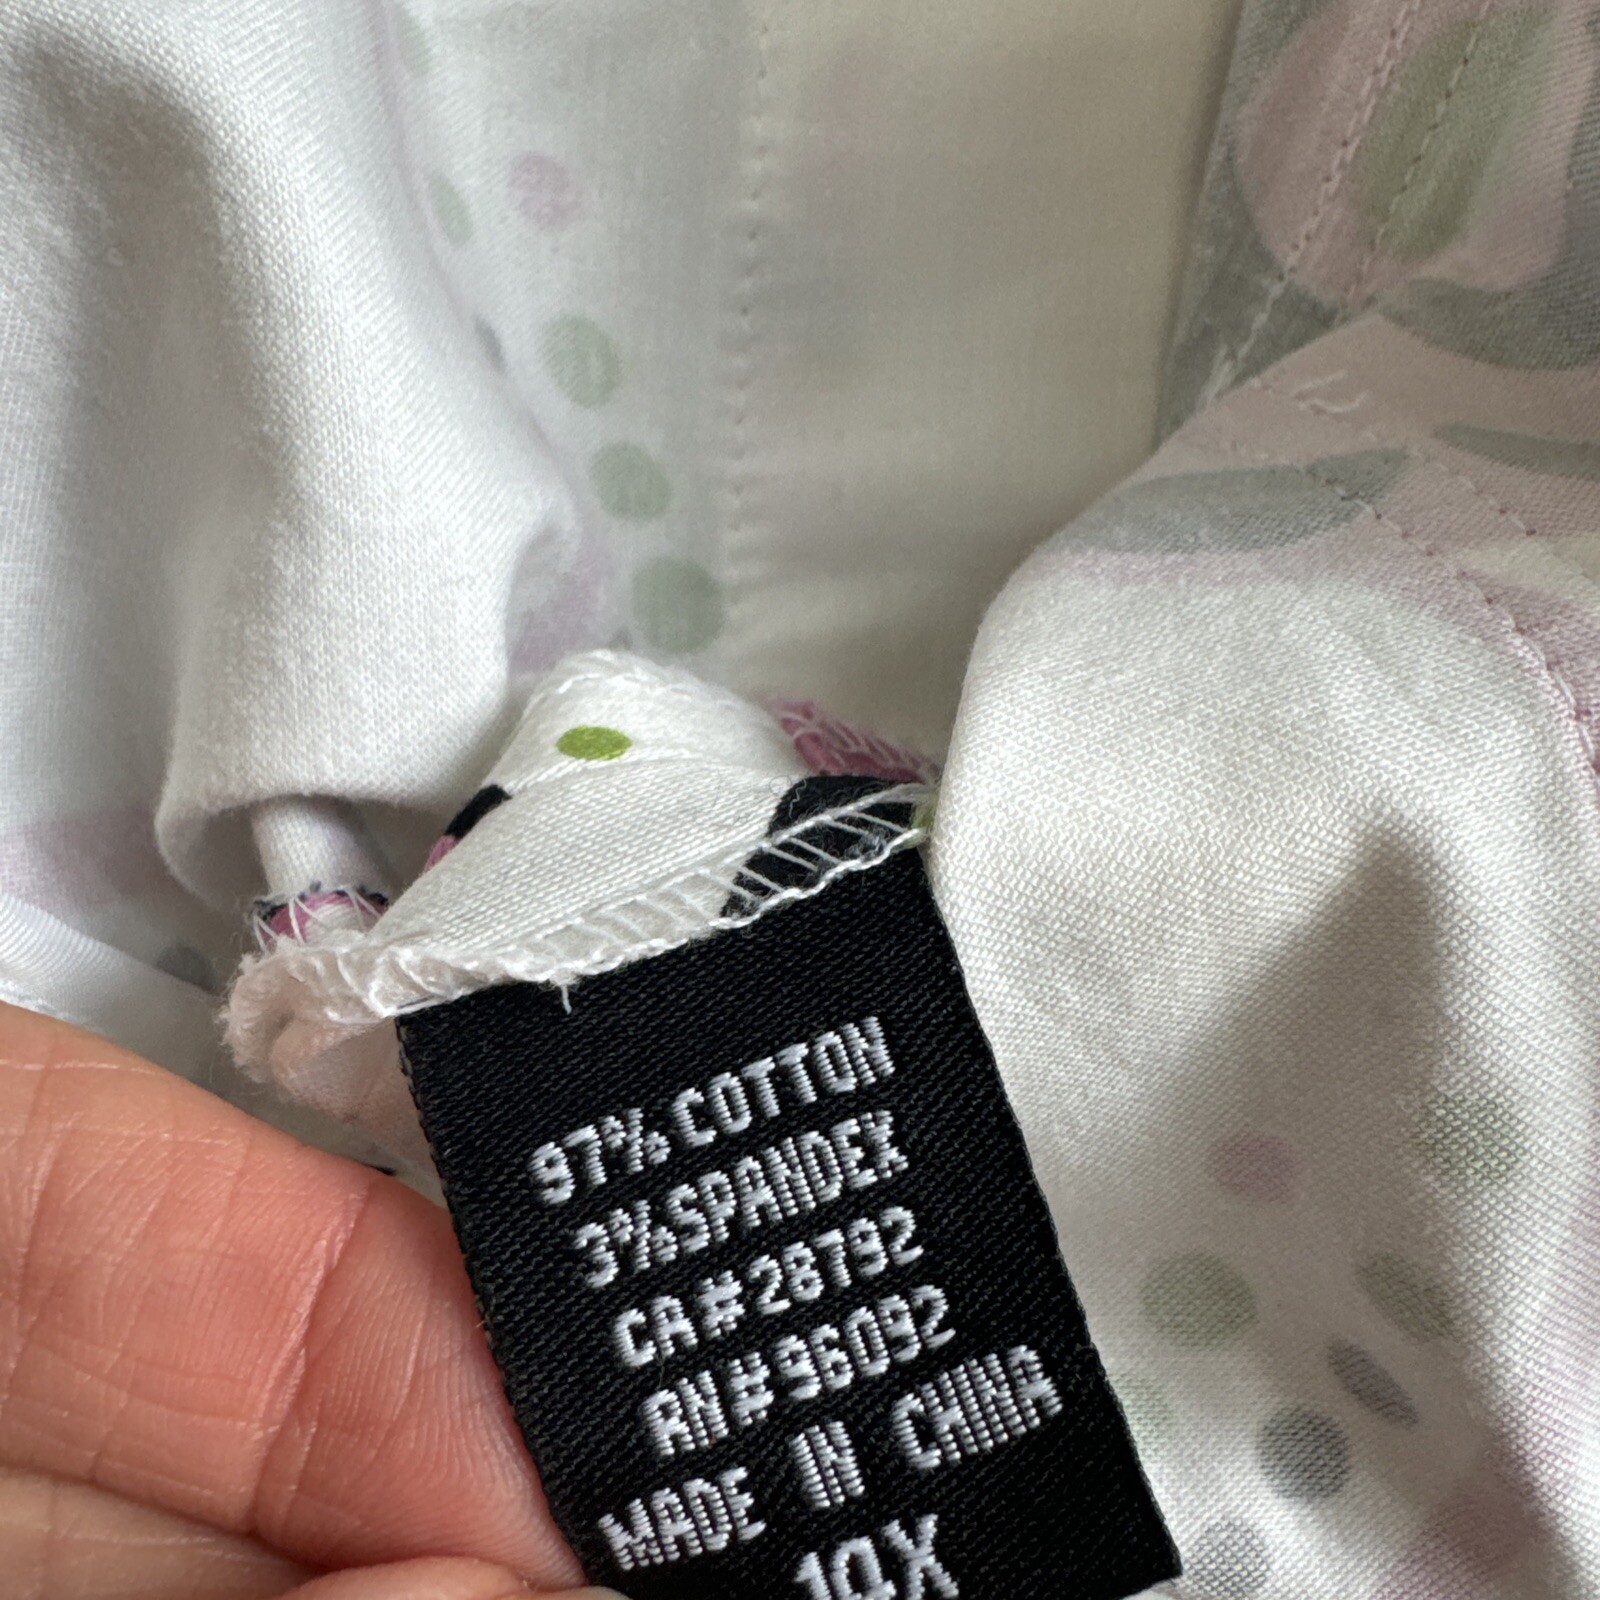 97% COTTON
3% SPANDEX
CA# 28792
RN# 96092
MADE IN CHINA